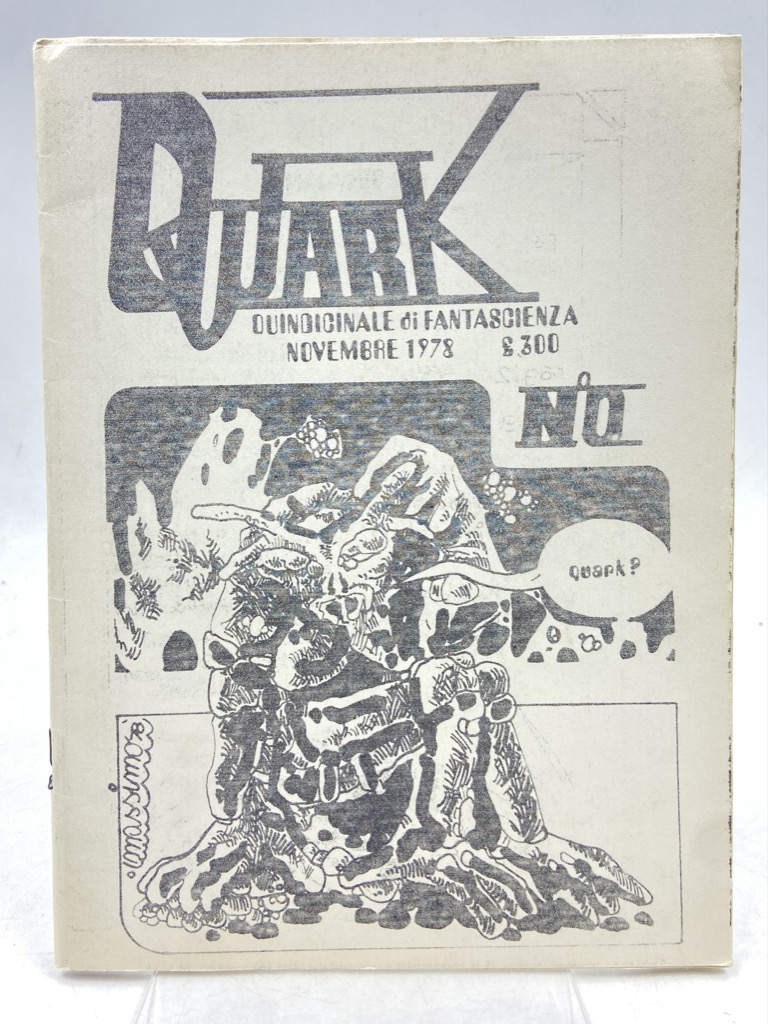 QUARK
QUINDICINALE di FANTASCIENZA
NOVEMBRE 1978 £.300
N°0
quark?
massimo